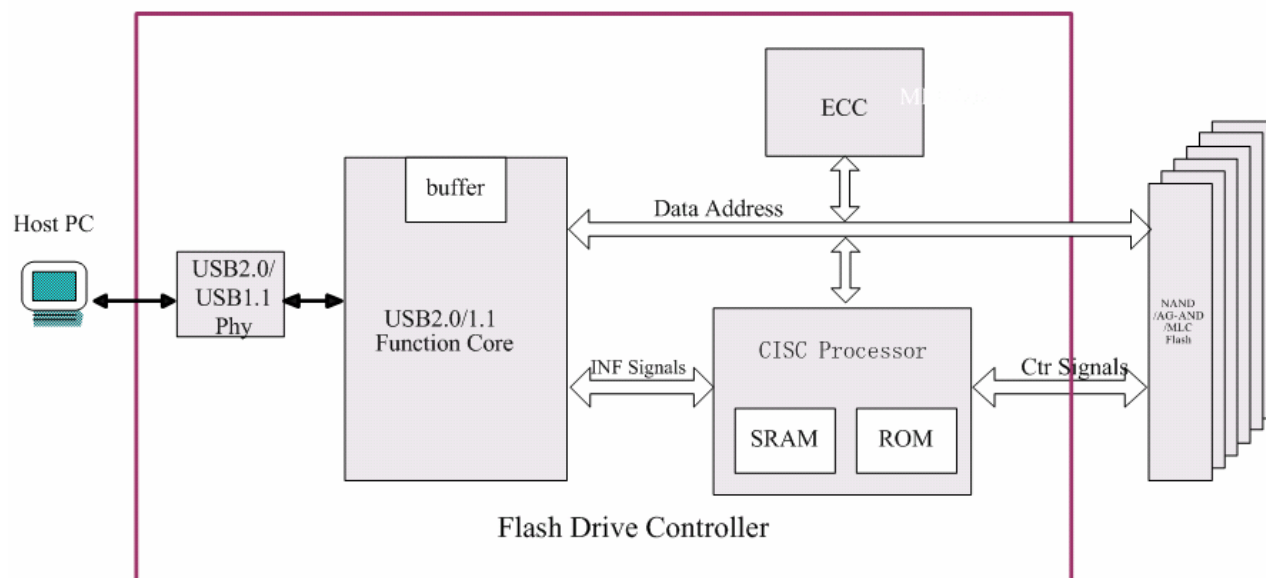 ECC
buffer
Data Address
Host PC
USB2.0/
USB1.1
Phy
USB2.0/1.1
Function Core
NAND
/AG-AND
/MLC
Flash
CISC Processor
INF Signals
Ctr Signals
SRAM
ROM
Flash Drive Controller